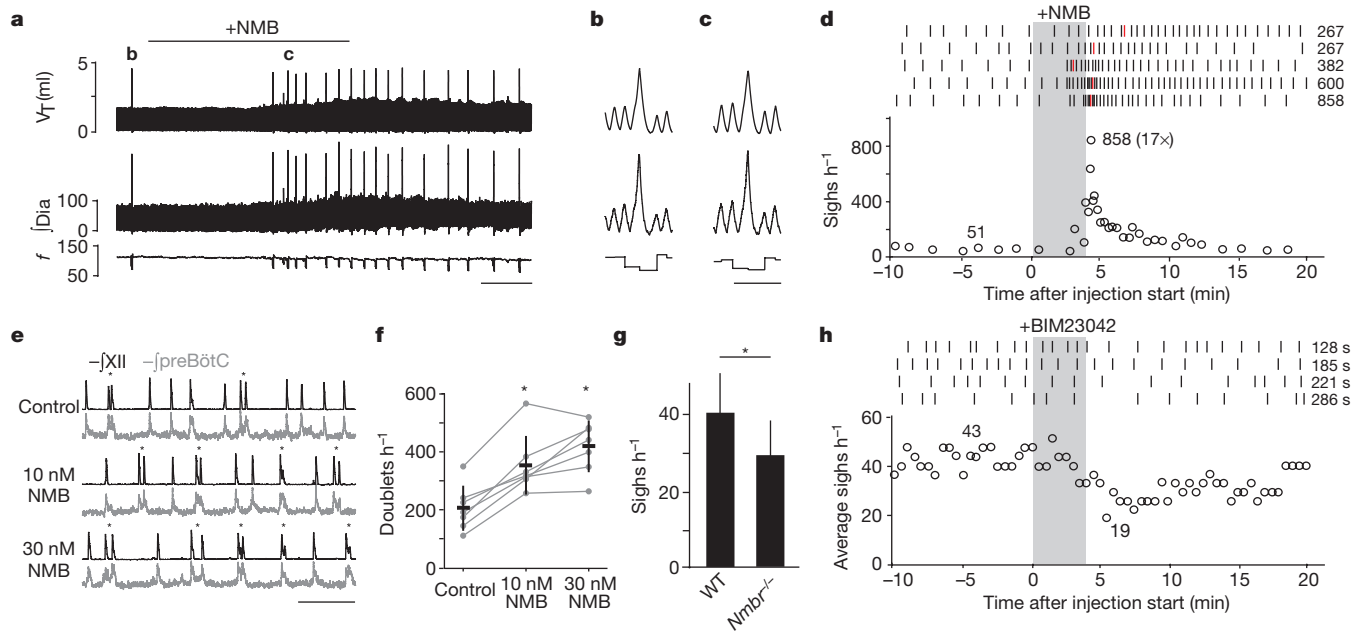 a
+NMB
b
c
V_T (ml)
5
0
∫Dia
100
0
f
150
50
b
c
d
+NMB
267
267
382
600
858
Sighs h⁻¹
800
400
0
858 (17×)
51
−10 −5 0 5 10 15 20
Time after injection start (min)
e
–∫XII –∫preBötC
Control
* *
10 nM
NMB
* * * *
30 nM
NMB
* * * * *
f
Doublets h⁻¹
600
400
200
0
* *
Control 10 nM NMB 30 nM NMB
g
*
Sighs h⁻¹
40
20
0
WT
Nmbr⁻/⁻
h
+BIM23042
128 s
185 s
221 s
286 s
Average sighs h⁻¹
60
40
20
0
43
19
−10 −5 0 5 10 15 20
Time after injection start (min)